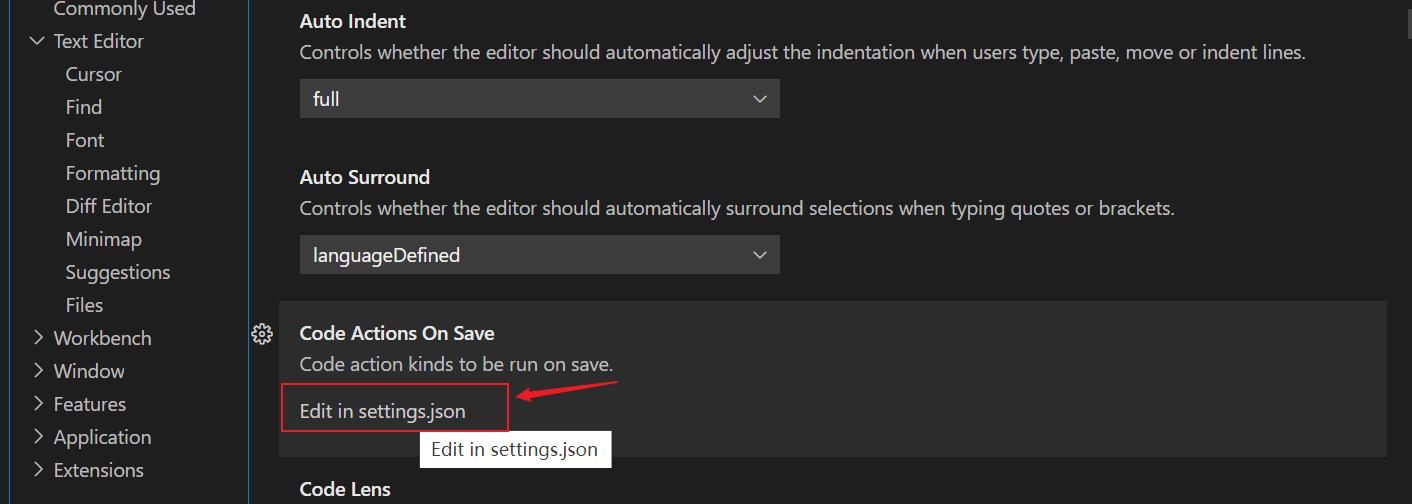 Commonly Used
Text Editor
Cursor
Find
Font
Formatting
Diff Editor
Minimap
Suggestions
Files
Workbench
Window
Features
Application
Extensions
Auto Indent
Controls whether the editor should automatically adjust the indentation when users type, paste, move or indent lines.
full
Auto Surround
Controls whether the editor should automatically surround selections when typing quotes or brackets.
languageDefined
Code Actions On Save
Code action kinds to be run on save.
Edit in settings.json
Edit in settings.json
Code Lens